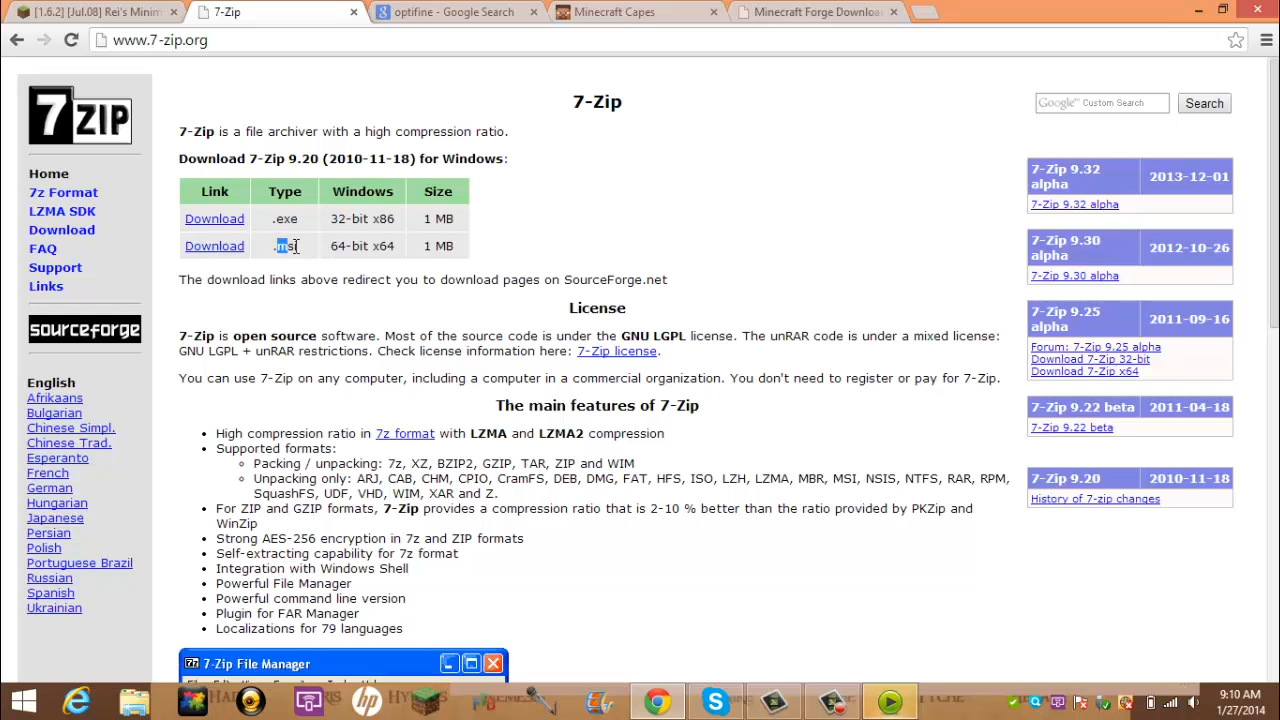 [1.6.2] [Jul.08] Rei's Minim
7-Zip
optifine - Google Search
Minecraft Capes
Minecraft Forge Downloa
www.7-zip.org
7ZIP
Home
7z Format
LZMA SDK
Download
FAQ
Support
Links
sourceforge
English
Afrikaans
Bulgarian
Chinese Simpl.
Chinese Trad.
Esperanto
French
German
Hungarian
Japanese
Persian
Polish
Portuguese Brazil
Russian
Spanish
Ukrainian
7-Zip
7-Zip is a file archiver with a high compression ratio.
Download 7-Zip 9.20 (2010-11-18) for Windows:
Link Type Windows Size
Download .exe 32-bit x86 1 MB
Download .msi 64-bit x64 1 MB
The download links above redirect you to download pages on SourceForge.net
License
7-Zip is open source software. Most of the source code is under the GNU LGPL license. The unRAR code is under a mixed license:
GNU LGPL + unRAR restrictions. Check license information here: 7-Zip license.
You can use 7-Zip on any computer, including a computer in a commercial organization. You don't need to register or pay for 7-Zip.
The main features of 7-Zip
High compression ratio in 7z format with LZMA and LZMA2 compression
Supported formats:
Packing / unpacking: 7z, XZ, BZIP2, GZIP, TAR, ZIP and WIM
Unpacking only: ARJ, CAB, CHM, CPIO, CramFS, DEB, DMG, FAT, HFS, ISO, LZH, LZMA, MBR, MSI, NSIS, NTFS, RAR, RPM,
SquashFS, UDF, VHD, WIM, XAR and Z.
For ZIP and GZIP formats, 7-Zip provides a compression ratio that is 2-10 % better than the ratio provided by PKZip and
WinZip
Strong AES-256 encryption in 7z and ZIP formats
Self-extracting capability for 7z format
Integration with Windows Shell
Powerful File Manager
Powerful command line version
Plugin for FAR Manager
Localizations for 79 languages
7-Zip File Manager
Google™ Custom Search Search
7-Zip 9.32
alpha 2013-12-01
7-Zip 9.32 alpha
7-Zip 9.30
alpha 2012-10-26
7-Zip 9.30 alpha
7-Zip 9.25
alpha 2011-09-16
Forum: 7-Zip 9.25 alpha
Download 7-Zip 32-bit
Download 7-Zip x64
7-Zip 9.22 beta 2011-04-18
7-Zip 9.22 beta
7-Zip 9.20 2010-11-18
History of 7-zip changes
9:10 AM
1/27/2014